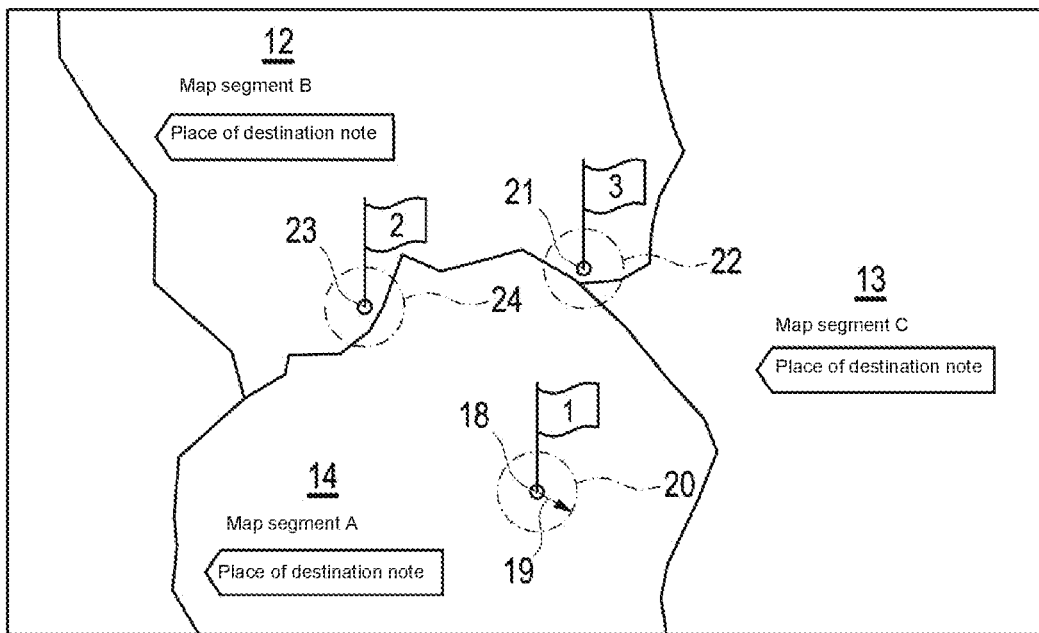 12
Map segment B
Place of destination note
3
21
2
23
22
24
13
Map segment C
Place of destination note
1
18
20
14
19
Map segment A
Place of destination note